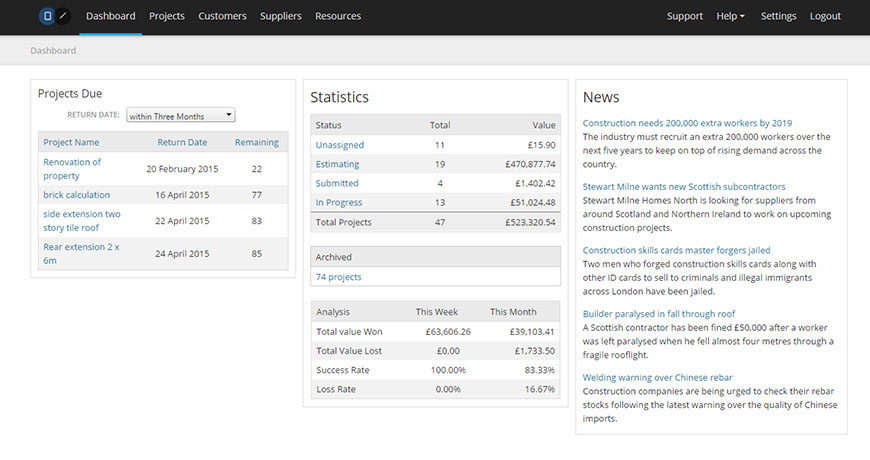 Dashboard Projects Customers Suppliers Resources Support Help Settings Logout
Dashboard
Projects Due
RETURN DATE: within Three Months
Project Name Return Date Remaining
Renovation of
property 20 February 2015 22
brick calculation 16 April 2015 77
side extension two
story tile roof 22 April 2015 83
Rear extension 2 x
6m 24 April 2015 85
Statistics
Status Total Value
Unassigned 11 £15.90
Estimating 19 £470,877.74
Submitted 4 £1,402.42
In Progress 13 £51,024.48
Total Projects 47 £523,320.54
Archived
74 projects
Analysis This Week This Month
Total value Won £63,606.26 £39,103.41
Total Value Lost £0.00 £1,733.50
Success Rate 100.00% 83.33%
Loss Rate 0.00% 16.67%
News
Construction needs 200,000 extra workers by 2019
The industry must recruit an extra 200,000 workers over the
next five years to keep on top of rising demand across the
country.
Stewart Milne wants new Scottish subcontractors
Stewart Milne Homes North is looking for suppliers from
around Scotland and Northern Ireland to work on upcoming
construction projects.
Construction skills cards master forgers jailed
Two men who forged construction skills cards along with
other ID cards to sell to criminals and illegal immigrants
across London have been jailed.
Builder paralysed in fall through roof
A Scottish contractor has been fined £50,000 after a worker
was left paralysed when he fell almost four metres through a
fragile rooflight.
Welding warning over Chinese rebar
Construction companies are being urged to check their rebar
stocks following the latest warning over the quality of Chinese
imports.